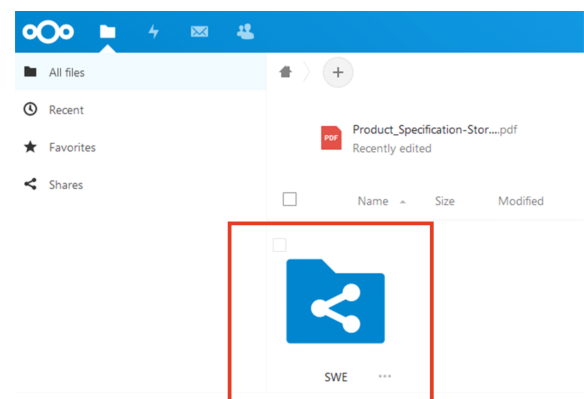 All files
Recent
Favorites
Shares
+
PDF
Product_Specification-Stor....pdf
Recently edited
Name Size Modified
SWE ...